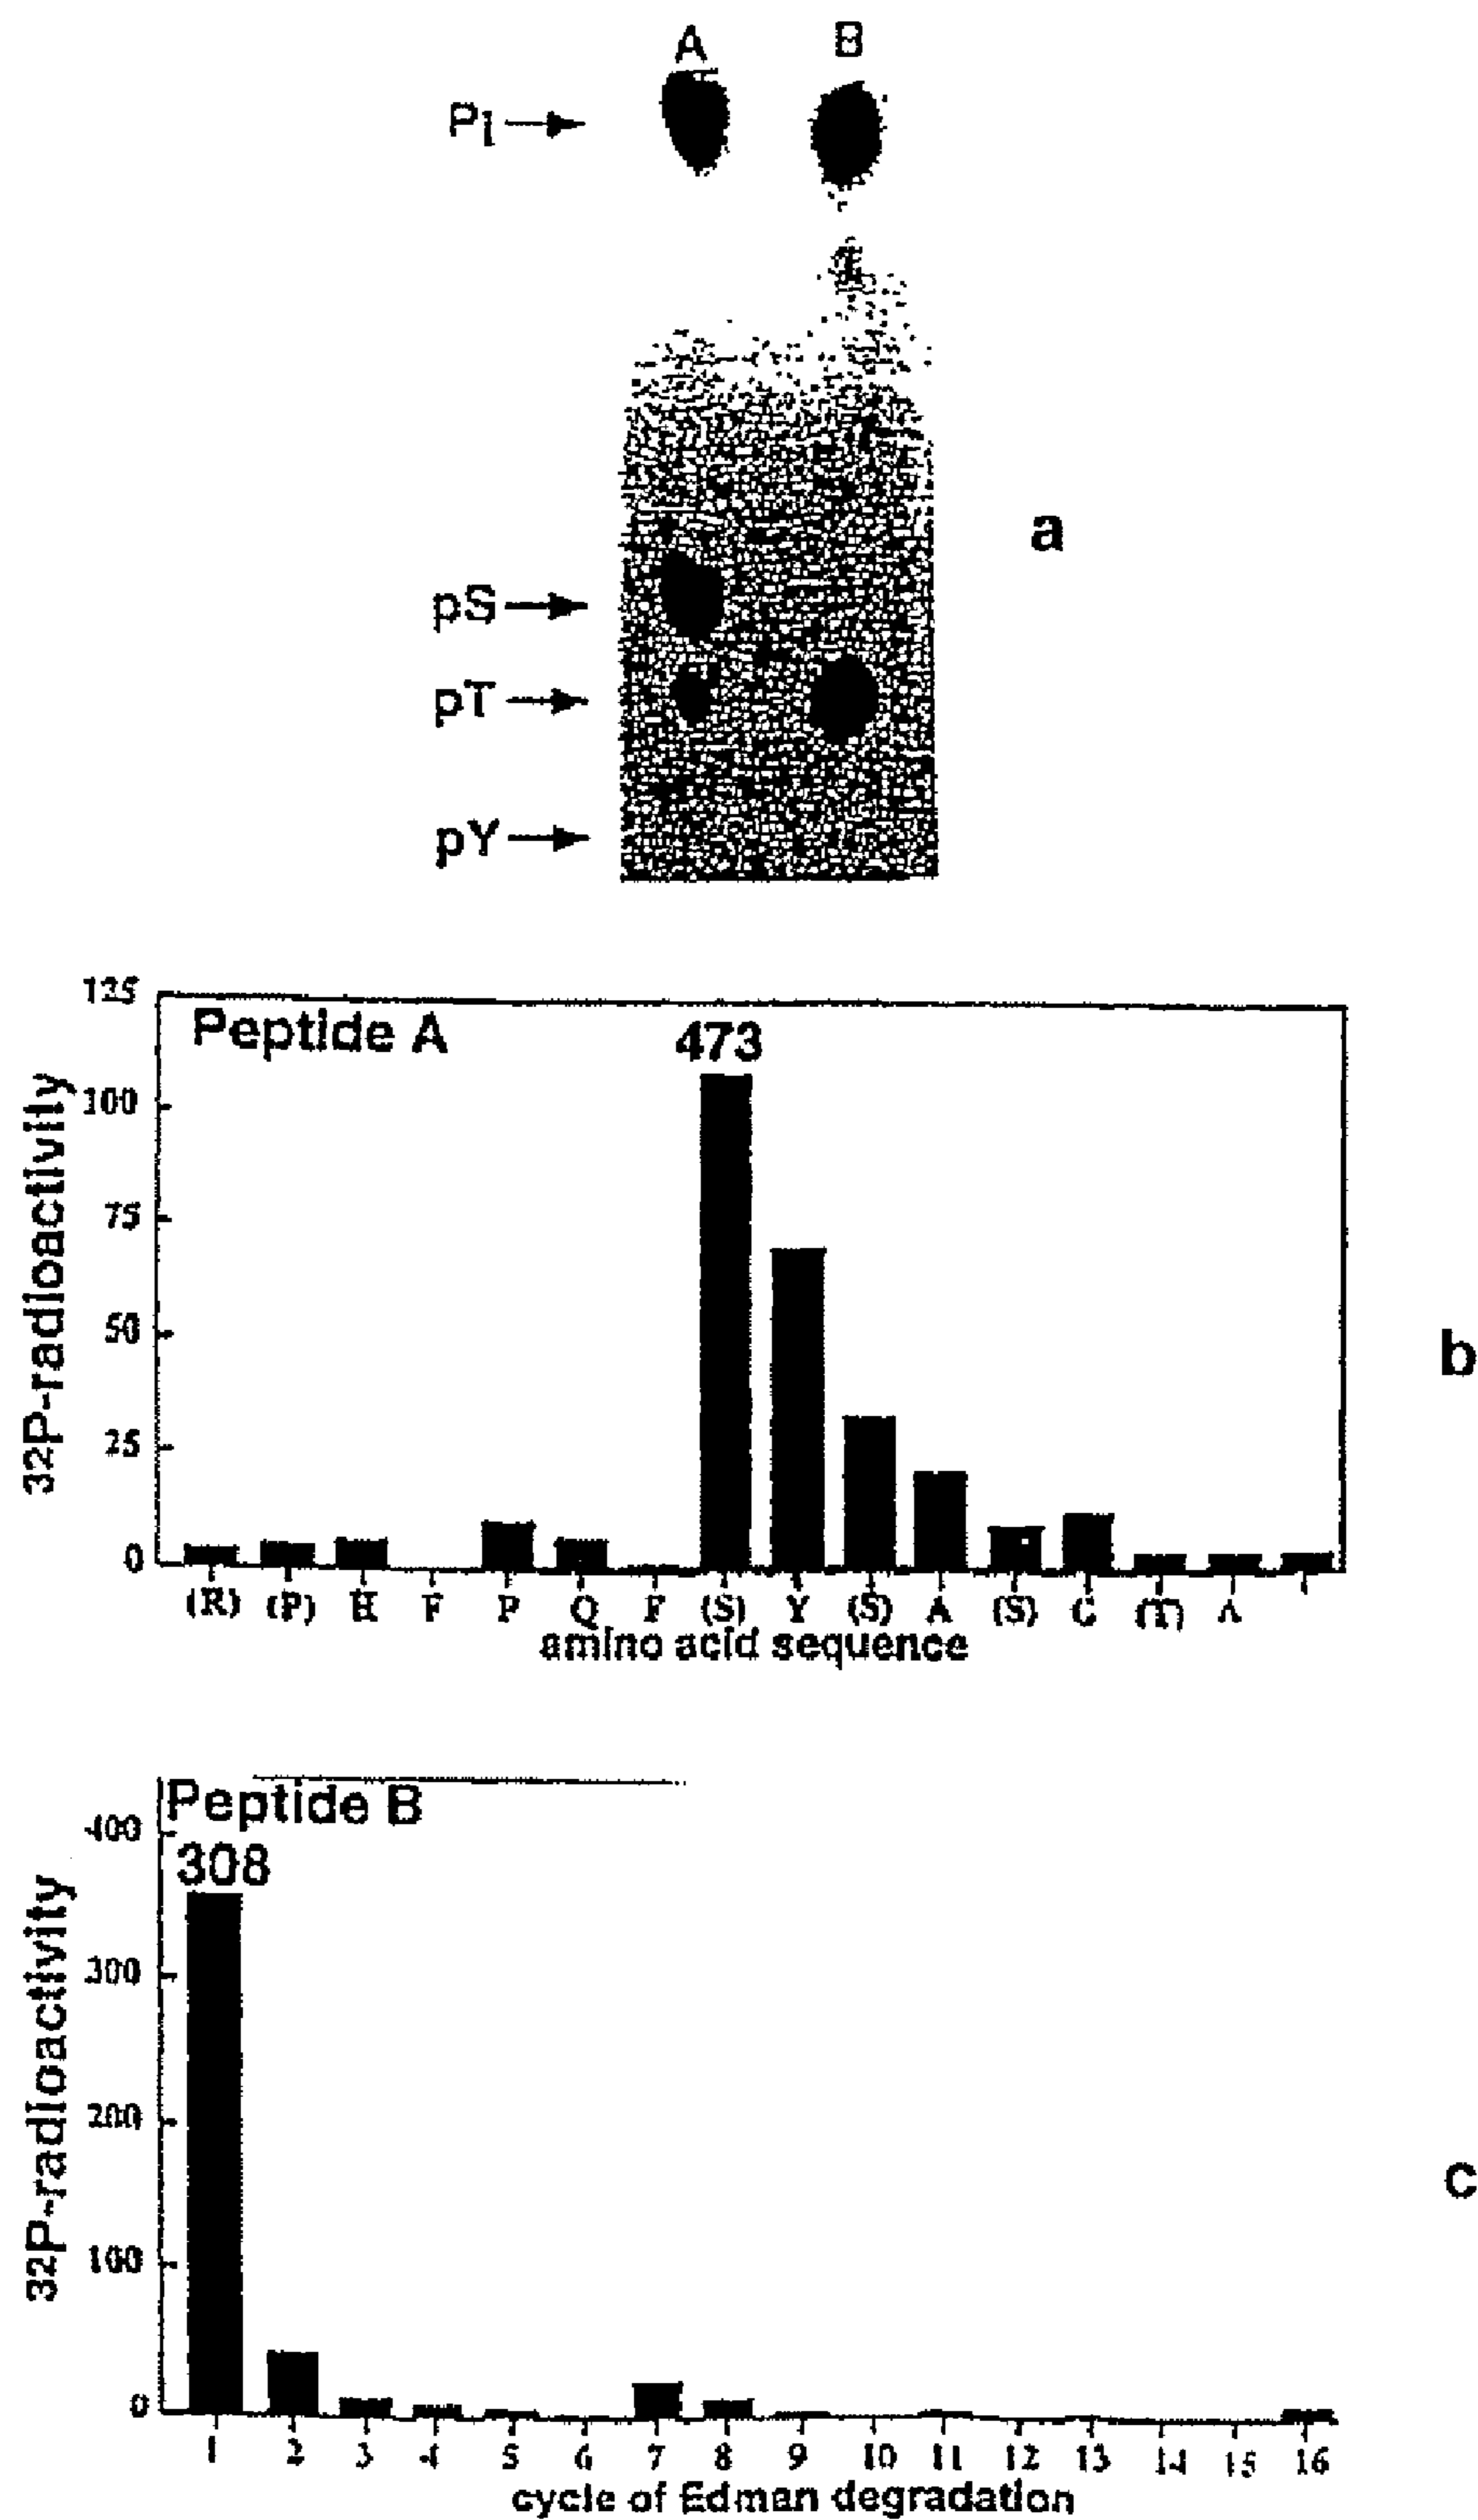 A B
Pi
pS
pT
pY
a
125
Peptide A
473
100
75
50
25
0
32P-radioactivity
b
(R) (P) H F P Q F (S) Y (S) A (S) G A
amino acid sequence
Peptide B
308
400
300
200
100
0
32P-radioactivity
c
1 2 3 4 5 6 7 8 9 10 11 12 13 14 15 16
cycle of Edman degradation